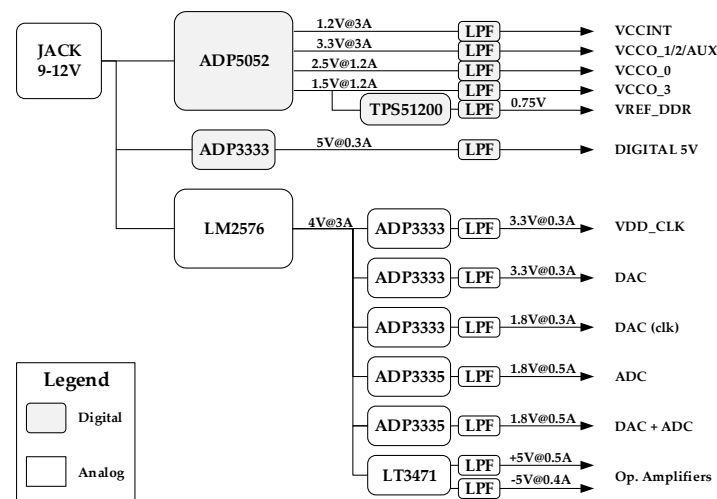 JACK
9-12V
ADP5052
1.2V@3A
LPF
VCCINT
3.3V@3A
LPF
VCCO_1/2/AUX
2.5V@1.2A
LPF
VCCO_0
1.5V@1.2A
LPF
VCCO_3
TPS51200
LPF
0.75V
VREF_DDR
ADP3333
5V@0.3A
LPF
DIGITAL 5V
LM2576
4V@3A
ADP3333
LPF
3.3V@0.3A
VDD_CLK
ADP3333
LPF
3.3V@0.3A
DAC
ADP3333
LPF
1.8V@0.3A
DAC (clk)
ADP3335
LPF
1.8V@0.5A
ADC
ADP3335
LPF
1.8V@0.5A
DAC + ADC
LT3471
LPF
+5V@0.5A
LPF
-5V@0.4A
Op. Amplifiers
Legend
Digital
Analog